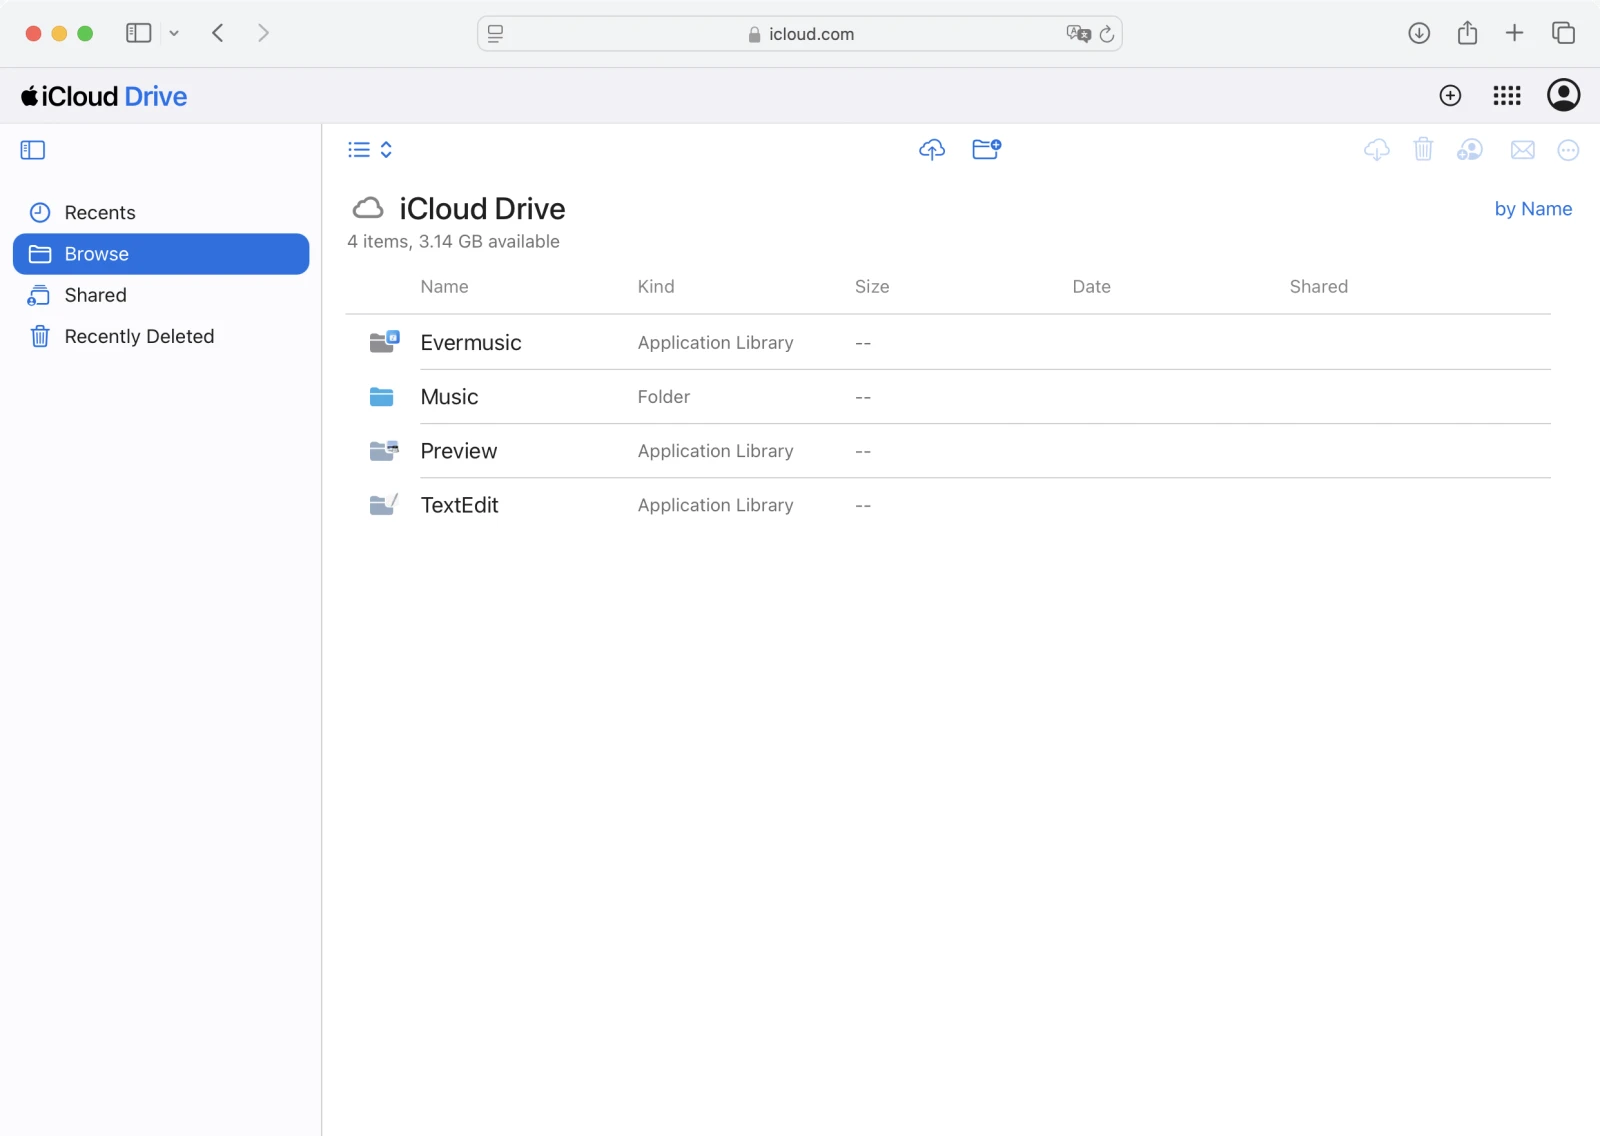 icloud.com
iCloud Drive
Recents
Browse
Shared
Recently Deleted
iCloud Drive
by Name
4 items, 3.14 GB available
Name Kind Size Date Shared
Evermusic Application Library --
Music Folder --
Preview Application Library --
TextEdit Application Library --